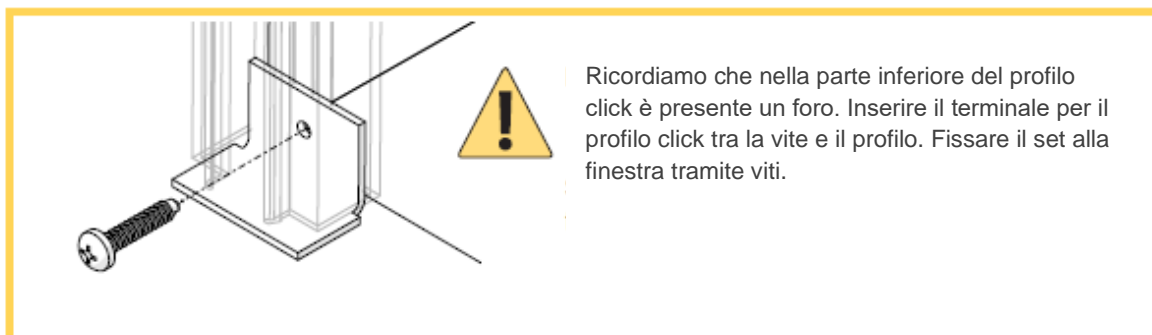 Ricordiamo che nella parte inferiore del profilo
click è presente un foro. Inserire il terminale per il
profilo click tra la vite e il profilo. Fissare il set alla
finestra tramite viti.